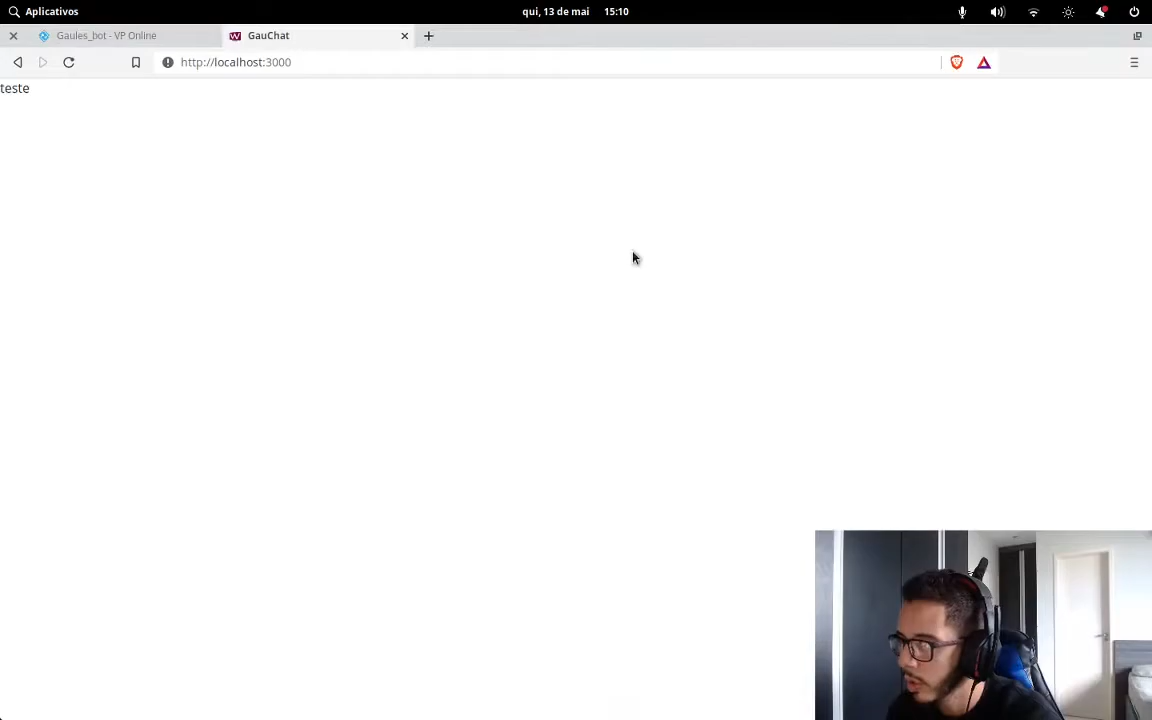 Aplicativos
qui, 13 de mai 15:10
Gaules_bot - VP Online
GauChat
http://localhost:3000
teste